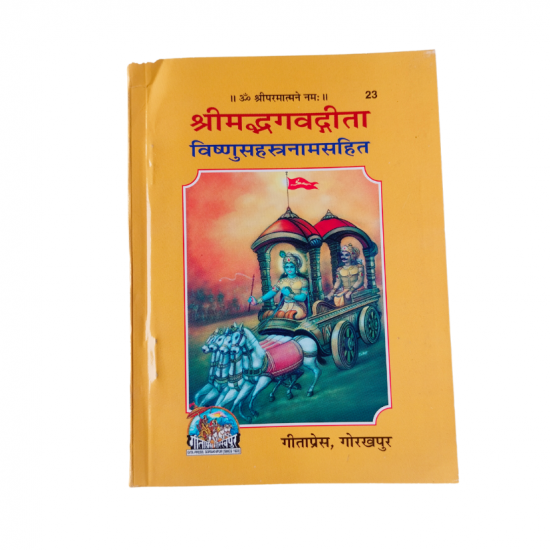 ॥ ॐ श्रीपरमात्मने नमः॥ 23
श्रीमद्भगवद्गीता
विष्णुसहस्त्रनामसहित
गीताप्रेस, गोरखपुर